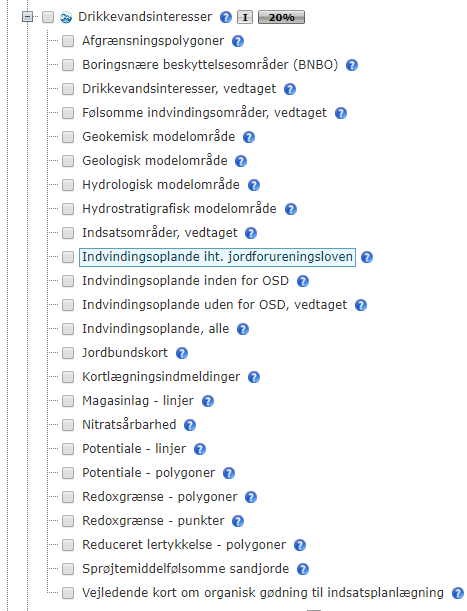 Drikkevandsinteresser I 20%
Afgrænsningspolygoner
Boringsnære beskyttelsesområder (BNBO)
Drikkevandsinteresser, vedtaget
Følsomme indvindingsområder, vedtaget
Geokemisk modelområde
Geologisk modelområde
Hydrologisk modelområde
Hydrostratigrafisk modelområde
Indsatsområder, vedtaget
Indvindingsoplande iht. jordforureningsloven
Indvindingsoplande inden for OSD
Indvindingsoplande uden for OSD, vedtaget
Indvindingsoplande, alle
Jordbundskort
Kortlægningsindmeldinger
Magasinlag - linjer
Nitratsårbarhed
Potentiale - linjer
Potentiale - polygoner
Redoxgrænse - polygoner
Redoxgrænse - punkter
Reduceret lertykkelse - polygoner
Sprøjtemiddelfølsomme sandjorde
Vejledende kort om organisk gødning til indsatsplanlægning